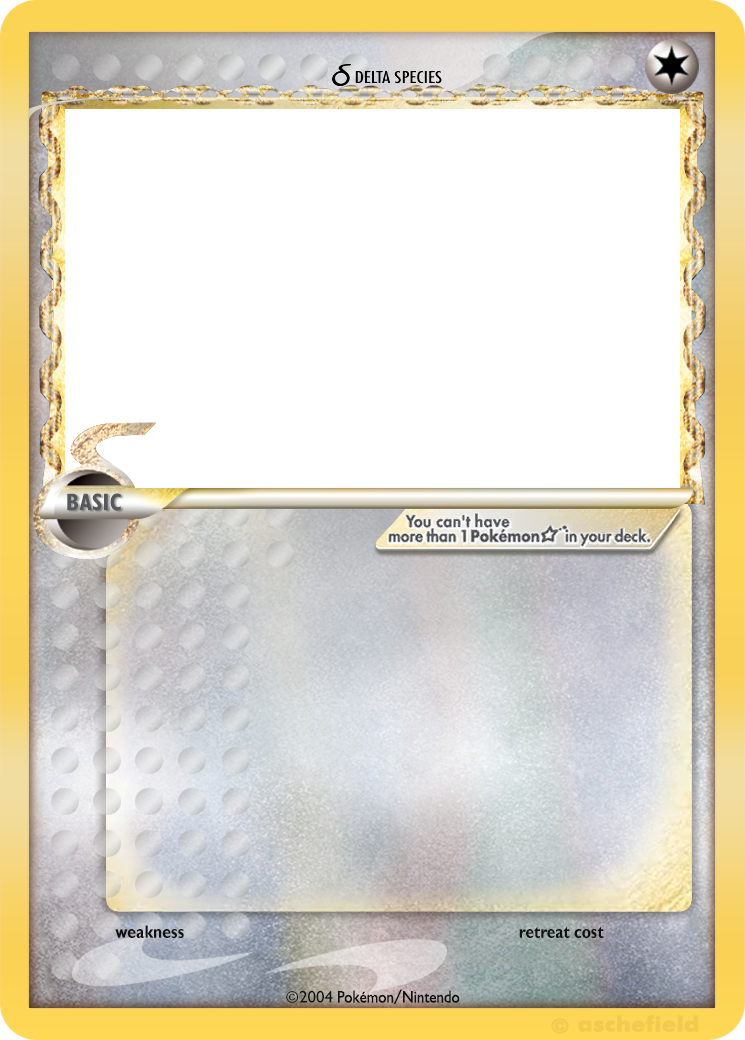 δ DELTA SPECIES
BASIC
You can't have
more than 1 Pokémon☆ in your deck.
weakness retreat cost
©2004 Pokémon/Nintendo
© aschefield